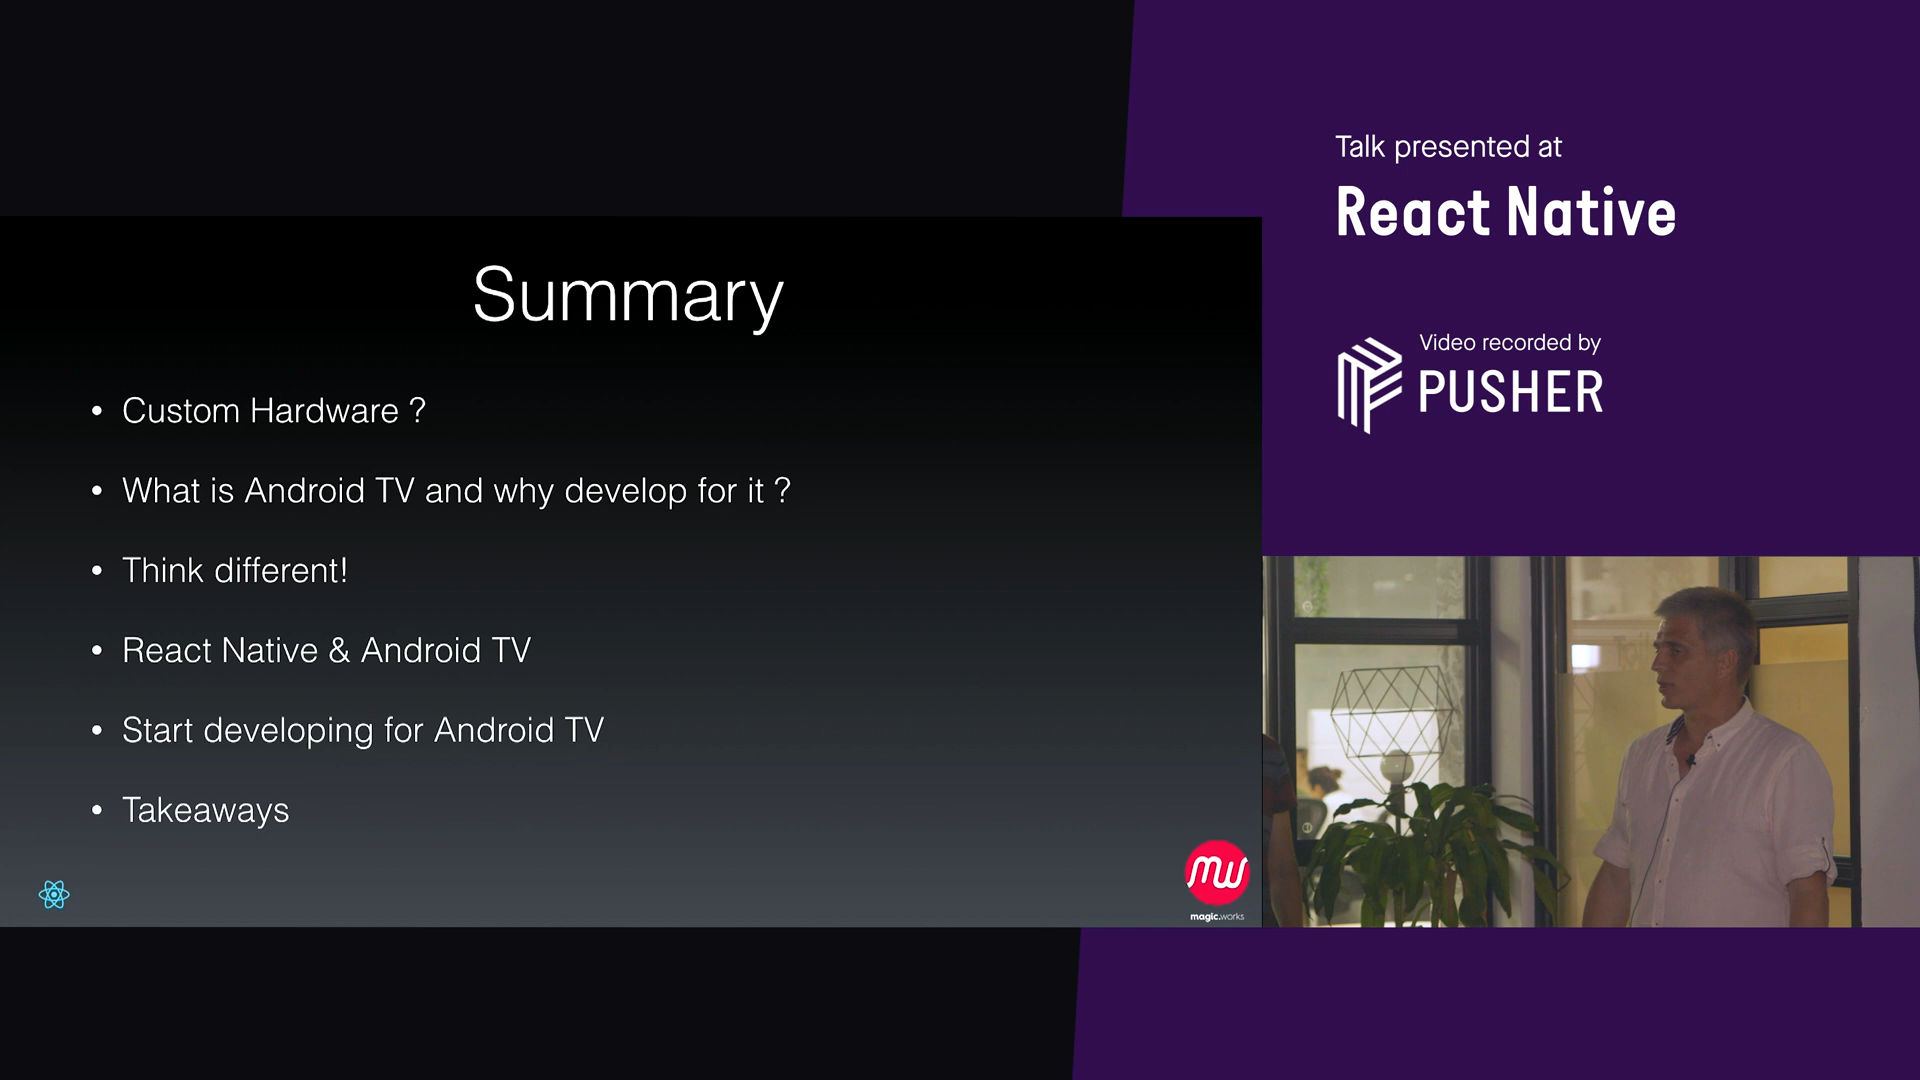 Talk presented at
React Native
Video recorded by
PUSHER
Summary
• Custom Hardware ?
• What is Android TV and why develop for it ?
• Think different!
• React Native & Android TV
• Start developing for Android TV
• Takeaways
mw
magic.works